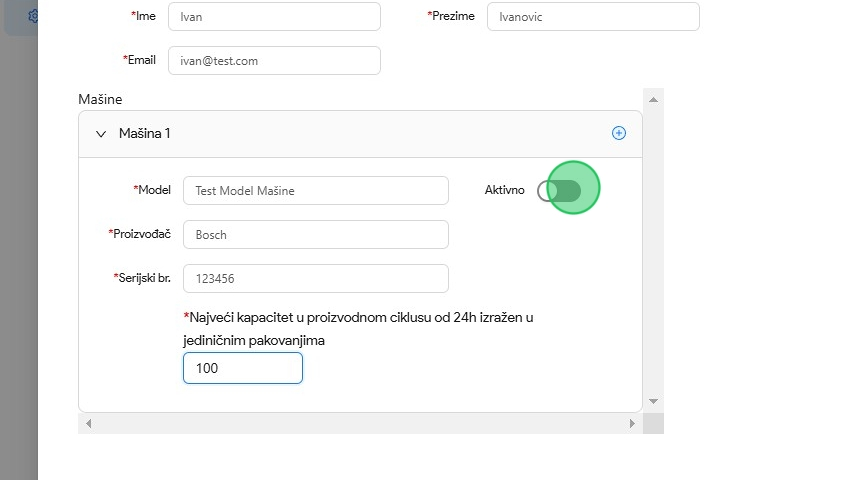 *Ime Ivan *Prezime Ivanovic
*Email ivan@test.com
Mašine
Mašina 1
*Model Test Model Mašine Aktivno
*Proizvođač Bosch
*Serijski br. 123456
*Najveći kapacitet u proizvodnom ciklusu od 24h izražen u
jediničnim pakovanjima
100